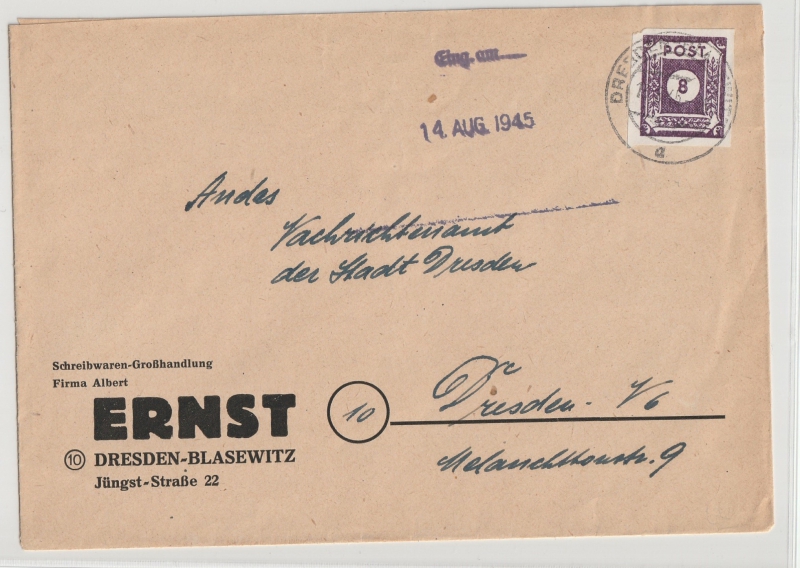 Eing. am
14. AUG. 1945
POST
8
DRESDEN
a
An das
Nachrichtenamt
der Stadt Dresden
Schreibwaren-Großhandlung
Firma Albert
ERNST
10 DRESDEN-BLASEWITZ
Jüngst-Straße 22
10
Dresden-
Melanchthonstr. 9